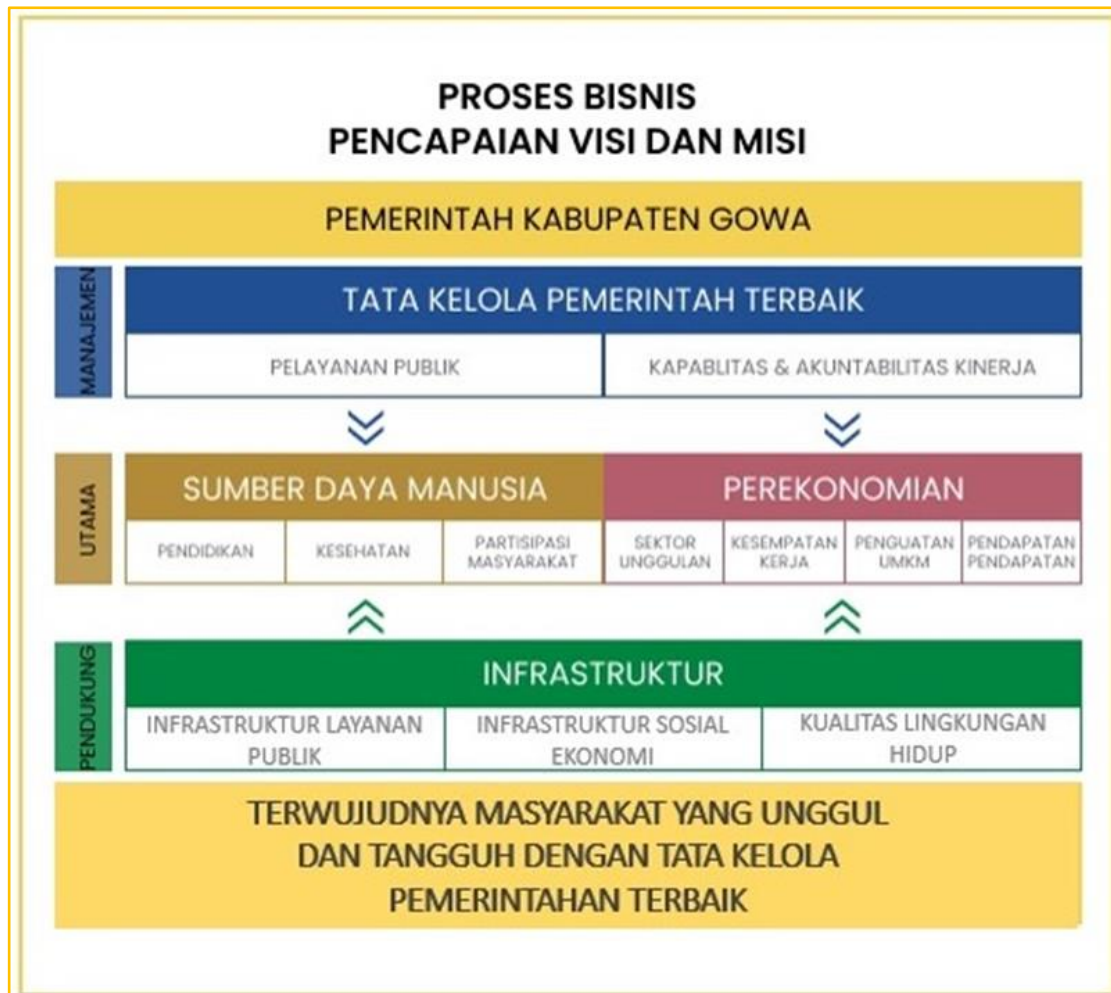 PROSES BISNIS
PENCAPAIAN VISI DAN MISI
PEMERINTAH KABUPATEN GOWA
MANAJEMEN
TATA KELOLA PEMERINTAH TERBAIK
PELAYANAN PUBLIK
KAPABLITAS & AKUNTABILITAS KINERJA
UTAMA
SUMBER DAYA MANUSIA
PENDIDIKAN
KESEHATAN
PARTISIPASI
MASYARAKAT
PEREKONOMIAN
SEKTOR
UNGGULAN
KESEMPATAN
KERJA
PENGUATAN
UMKM
PENDAPATAN
PENDAPATAN
PENDUKUNG
INFRASTRUKTUR
INFRASTRUKTUR LAYANAN
PUBLIK
INFRASTRUKTUR SOSIAL
EKONOMI
KUALITAS LINGKUNGAN
HIDUP
TERWUJUDNYA MASYARAKAT YANG UNGGUL
DAN TANGGUH DENGAN TATA KELOLA
PEMERINTAHAN TERBAIK